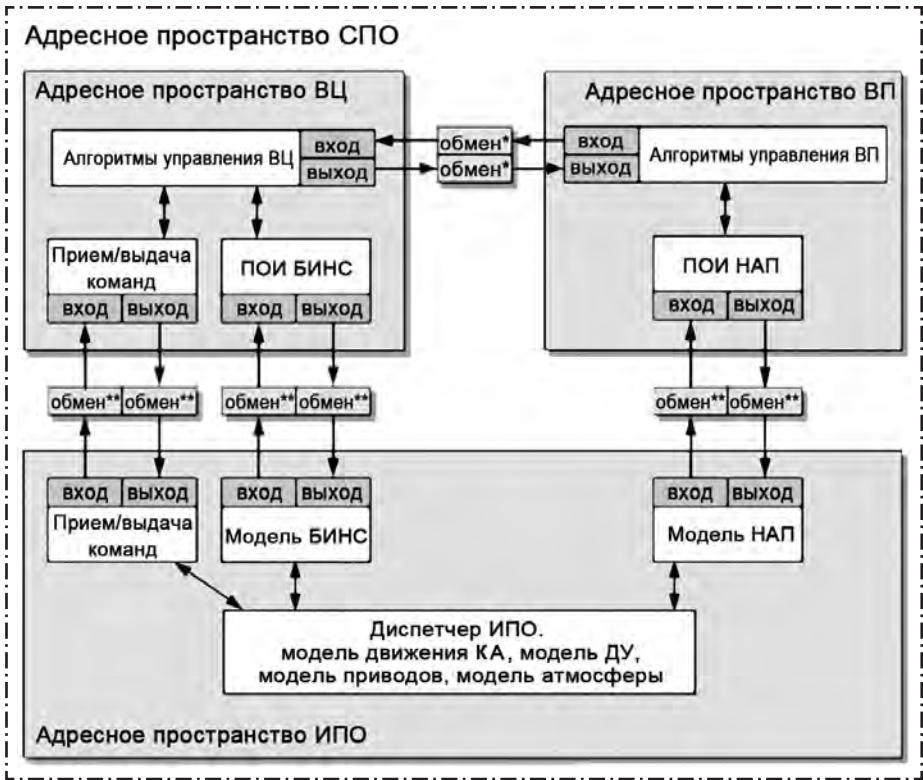 Адресное пространство СПО
Адресное пространство ВЦ
Адресное пространство ВП
Алгоритмы управления ВЦ
вход
выход
обмен*
обмен*
вход
выход
Алгоритмы управления ВП
Прием/выдача
команд
вход выход
ПОИ БИНС
вход выход
ПОИ НАП
вход выход
обмен** обмен**
обмен** обмен**
обмен** обмен**
вход выход
Прием/выдача
команд
вход выход
Модель БИНС
вход выход
Модель НАП
Диспетчер ИПО.
модель движения КА, модель ДУ,
модель приводов, модель атмосферы
Адресное пространство ИПО